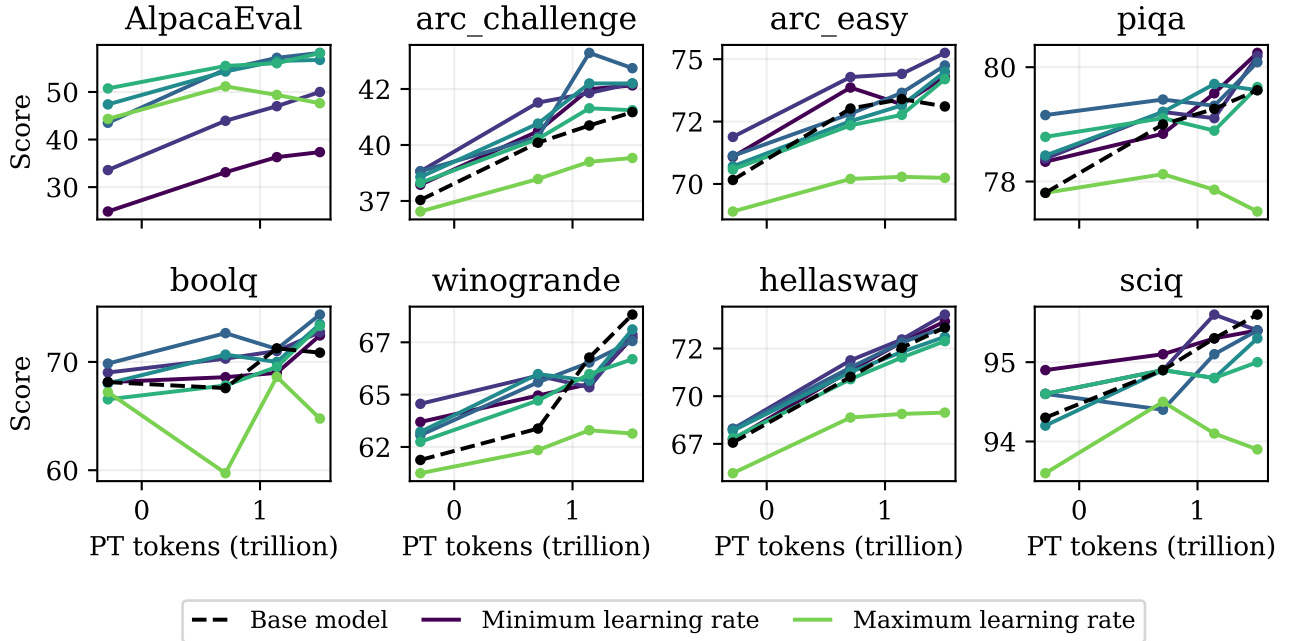 AlpacaEval
arc_challenge
arc_easy
piqa
Score
50
40
30
42
40
37
75
72
70
80
78
boolq
winogrande
hellaswag
sciq
Score
70
60
67
65
62
72
70
67
95
94
0 1
0 1
0 1
0 1
PT tokens (trillion)
PT tokens (trillion)
PT tokens (trillion)
PT tokens (trillion)
Base model
Minimum learning rate
Maximum learning rate